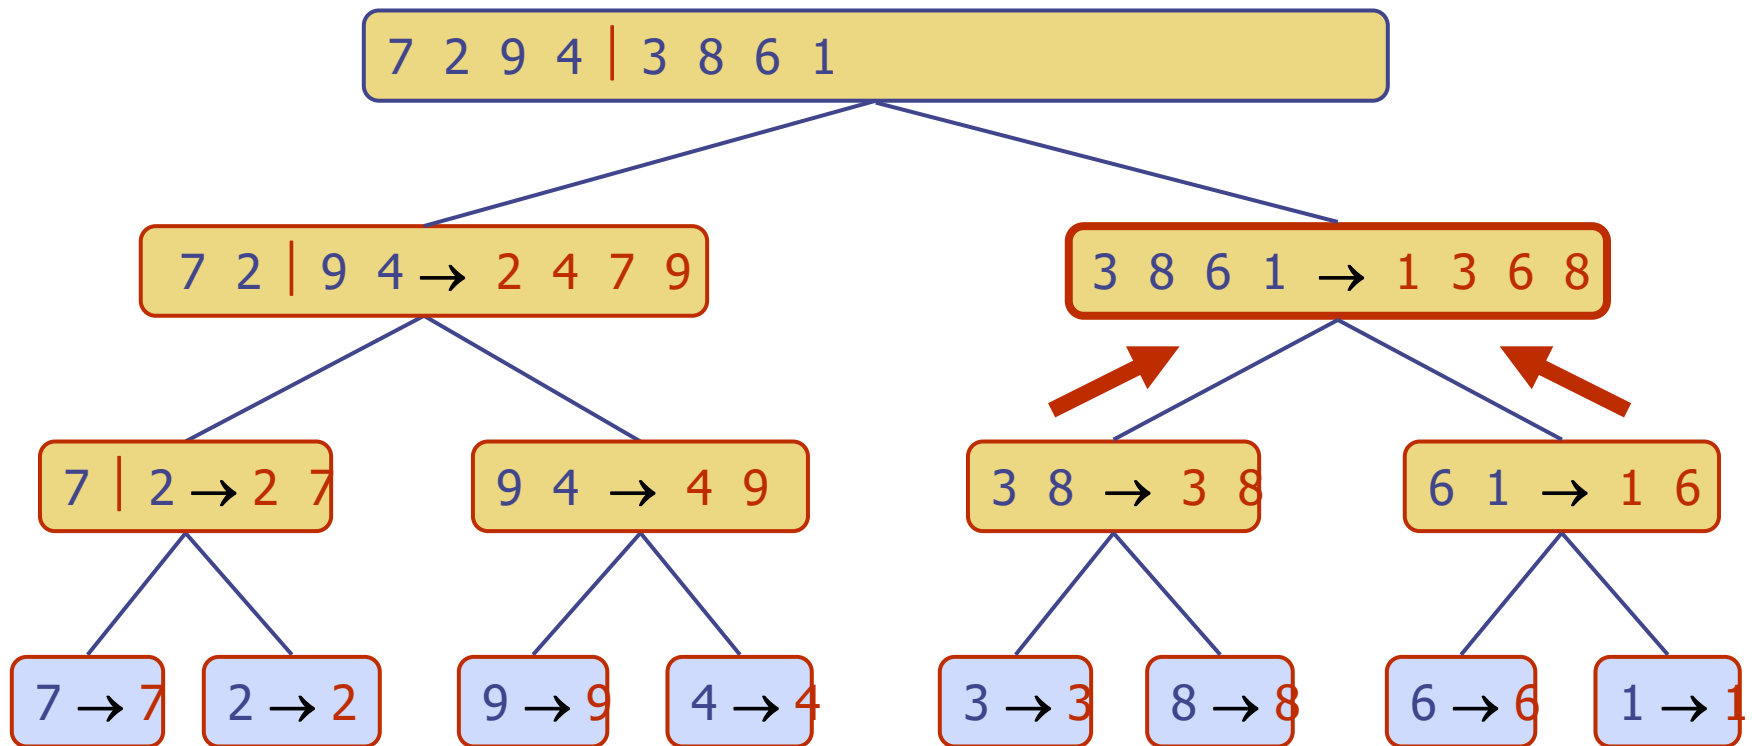 7 2 9 4 | 3 8 6 1
7 2 | 9 4 → 2 4 7 9
3 8 6 1 → 1 3 6 8
7 | 2 → 2 7
9 4 → 4 9
3 8 → 3 8
6 1 → 1 6
7 → 7
2 → 2
9 → 9
4 → 4
3 → 3
8 → 8
6 → 6
1 → 1